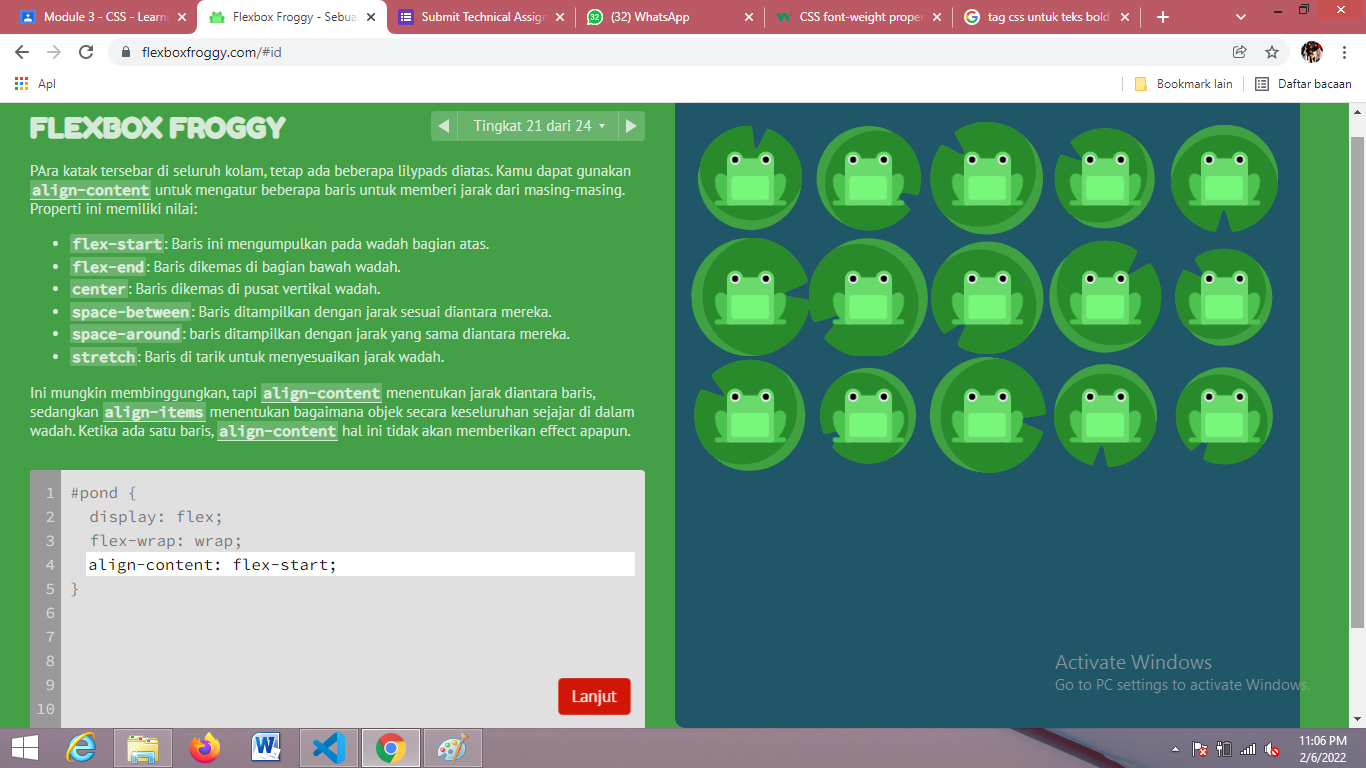 Module 3 - CSS - Learn
Flexbox Froggy - Sebua
Submit Technical Assign
32
(32) WhatsApp
CSS font-weight proper
tag css untuk teks bold
flexboxfroggy.com/#id
Apl
Bookmark lain
Daftar bacaan
FLEXBOX FROGGY
Tingkat 21 dari 24
PAra katak tersebar di seluruh kolam, tetap ada beberapa lilypads diatas. Kamu dapat gunakan
align-content untuk mengatur beberapa baris untuk memberi jarak dari masing-masing.
Properti ini memiliki nilai:
• flex-start: Baris ini mengumpulkan pada wadah bagian atas.
• flex-end: Baris dikemas di bagian bawah wadah.
• center: Baris dikemas di pusat vertikal wadah.
• space-between: Baris ditampilkan dengan jarak sesuai diantara mereka.
• space-around: baris ditampilkan dengan jarak yang sama diantara mereka.
• stretch: Baris di tarik untuk menyesuaikan jarak wadah.
Ini mungkin membinggungkan, tapi align-content menentukan jarak diantara baris,
sedangkan align-items menentukan bagaimana objek secara keseluruhan sejajar di dalam
wadah. Ketika ada satu baris, align-content hal ini tidak akan memberikan effect apapun.
1 #pond {
2 display: flex;
3 flex-wrap: wrap;
4 align-content: flex-start;
5 }
6
7
8
9
10
Lanjut
Activate Windows
Go to PC settings to activate Windows.
11:06 PM
2/6/2022